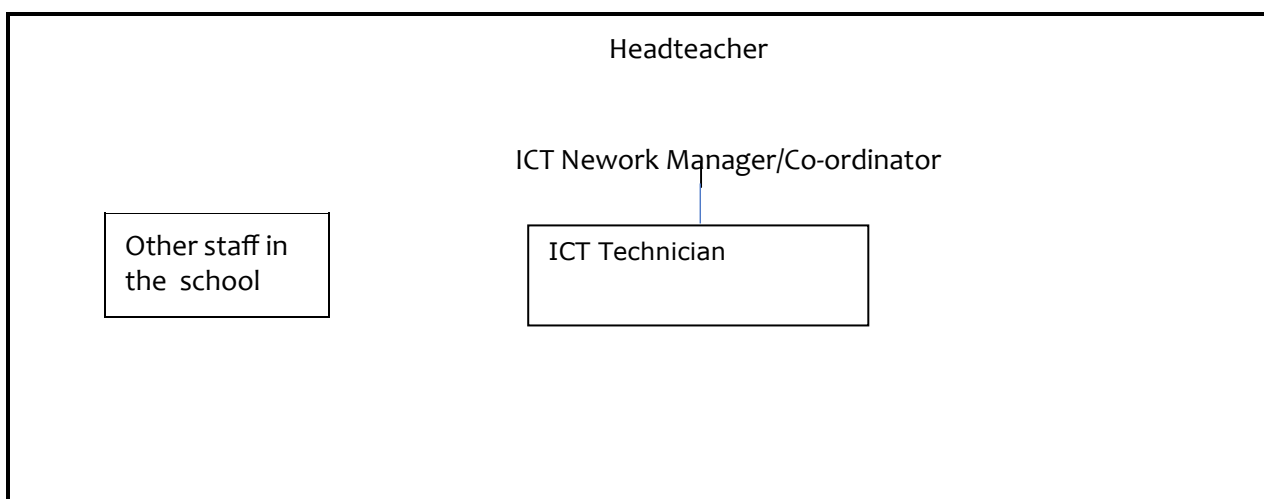 Headteacher
ICT Nework Manager/Co-ordinator
Other staff in
the school
ICT Technician